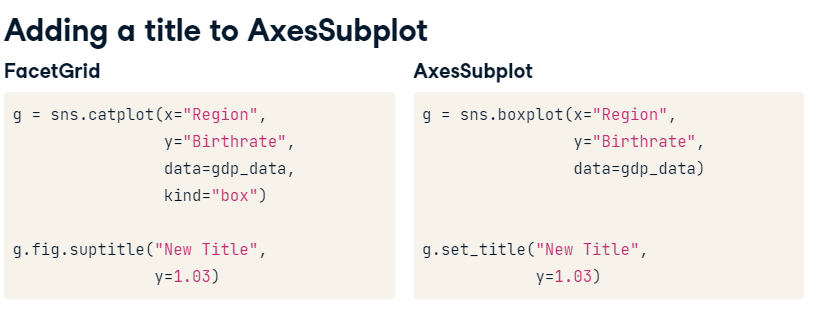 Adding a title to AxesSubplot
FacetGrid
g = sns.catplot(x="Region",
y="Birthrate",
data=gdp_data,
kind="box")
g.fig.suptitle("New Title",
y=1.03)
AxesSubplot
g = sns.boxplot(x="Region",
y="Birthrate",
data=gdp_data)
g.set_title("New Title",
y=1.03)